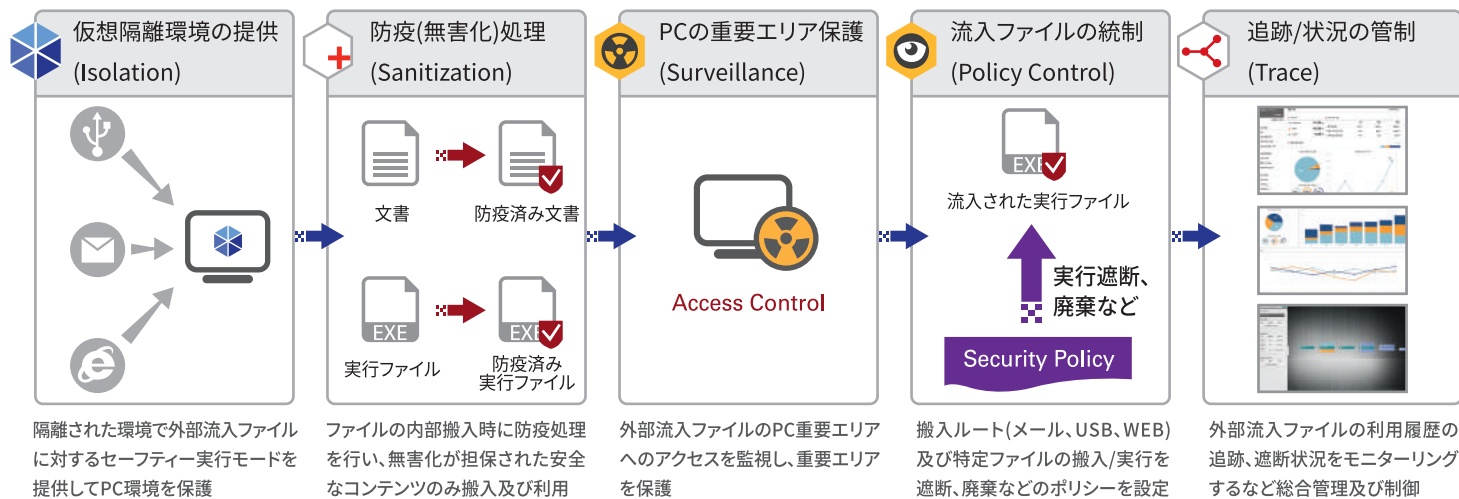 仮想隔離環境の提供
(Isolation)
隔離された環境で外部流入ファイル
に対するセーフティー実行モードを
提供してPC環境を保護
防疫(無害化)処理
(Sanitization)
文書
防疫済み文書
EXE
EXE
実行ファイル
防疫済み
実行ファイル
ファイルの内部搬入時に防疫処理
を行い、無害化が担保された安全
なコンテンツのみ搬入及び利用
PCの重要エリア保護
(Surveillance)
Access Control
外部流入ファイルのPC重要エリア
へのアクセスを監視し、重要エリア
を保護
流入ファイルの統制
(Policy Control)
EXE
流入された実行ファイル
実行遮断、
廃棄など
Security Policy
搬入ルート(メール、USB、WEB)
及び特定ファイルの搬入/実行を
遮断、廃棄などのポリシーを設定
追跡/状況の管制
(Trace)
外部流入ファイルの利用履歴の
追跡、遮断状況をモニターリング
するなど総合管理及び制御